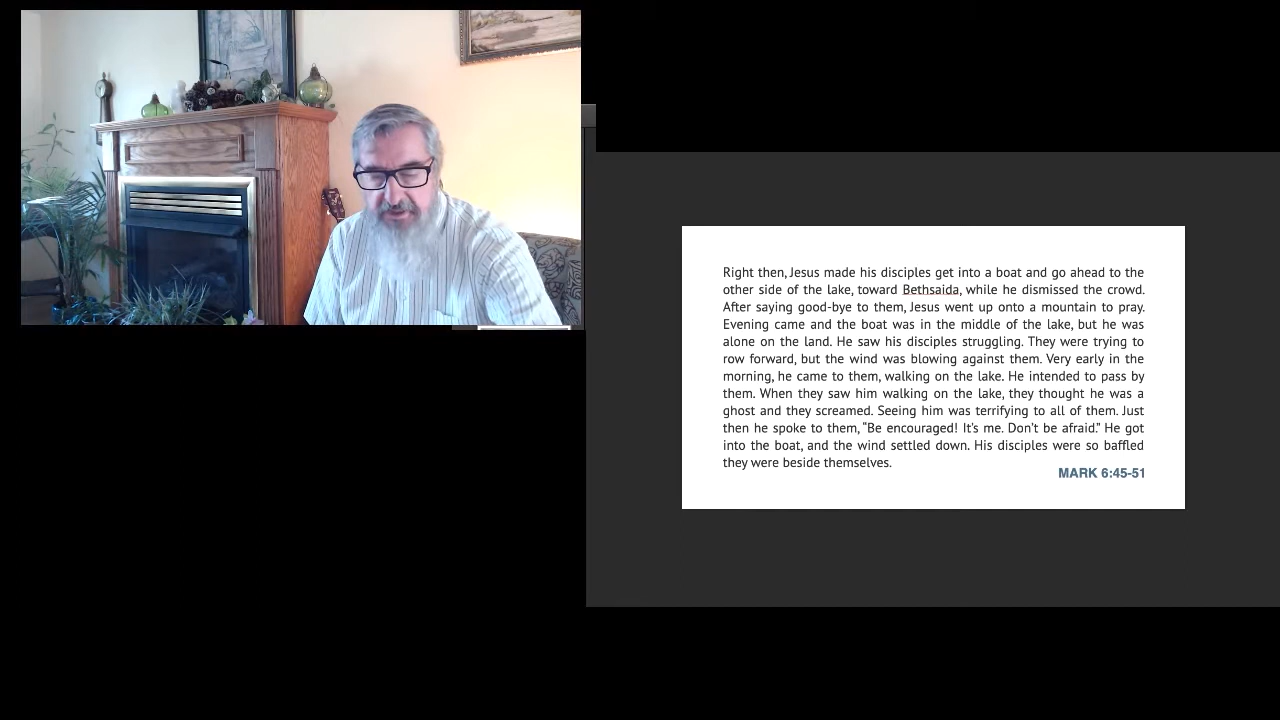 Right then, Jesus made his disciples get into a boat and go ahead to the
other side of the lake, toward Bethsaida, while he dismissed the crowd.
After saying good-bye to them, Jesus went up onto a mountain to pray.
Evening came and the boat was in the middle of the lake, but he was
alone on the land. He saw his disciples struggling. They were trying to
row forward, but the wind was blowing against them. Very early in the
morning, he came to them, walking on the lake. He intended to pass by
them. When they saw him walking on the lake, they thought he was a
ghost and they screamed. Seeing him was terrifying to all of them. Just
then he spoke to them, “Be encouraged! It’s me. Don’t be afraid.” He got
into the boat, and the wind settled down. His disciples were so baffled
they were beside themselves.
MARK 6:45-51